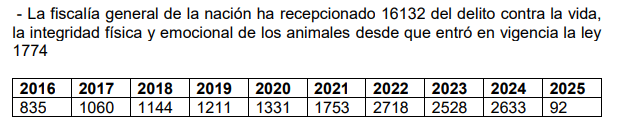 - La fiscalía general de la nación ha recepcionado 16132 del delito contra la vida,
la integridad física y emocional de los animales desde que entró en vigencia la ley
1774
2016 2017 2018 2019 2020 2021 2022 2023 2024 2025
835 1060 1144 1211 1331 1753 2718 2528 2633 92